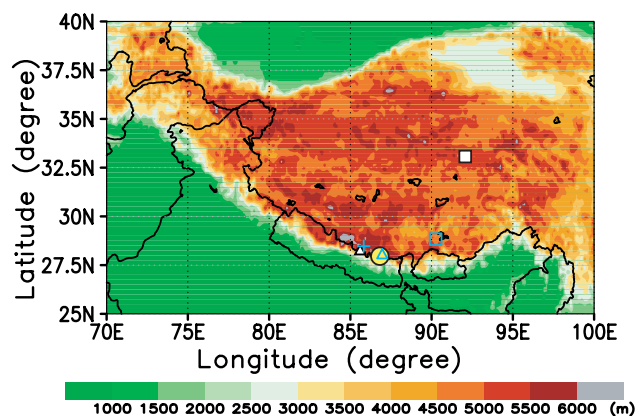 40N
37.5N
35N
32.5N
30N
27.5N
25N
Latitude (degree)
70E 75E 80E 85E 90E 95E 100E
Longitude (degree)
1000 1500 2000 2500 3000 3500 4000 4500 5000 5500 6000 (m)